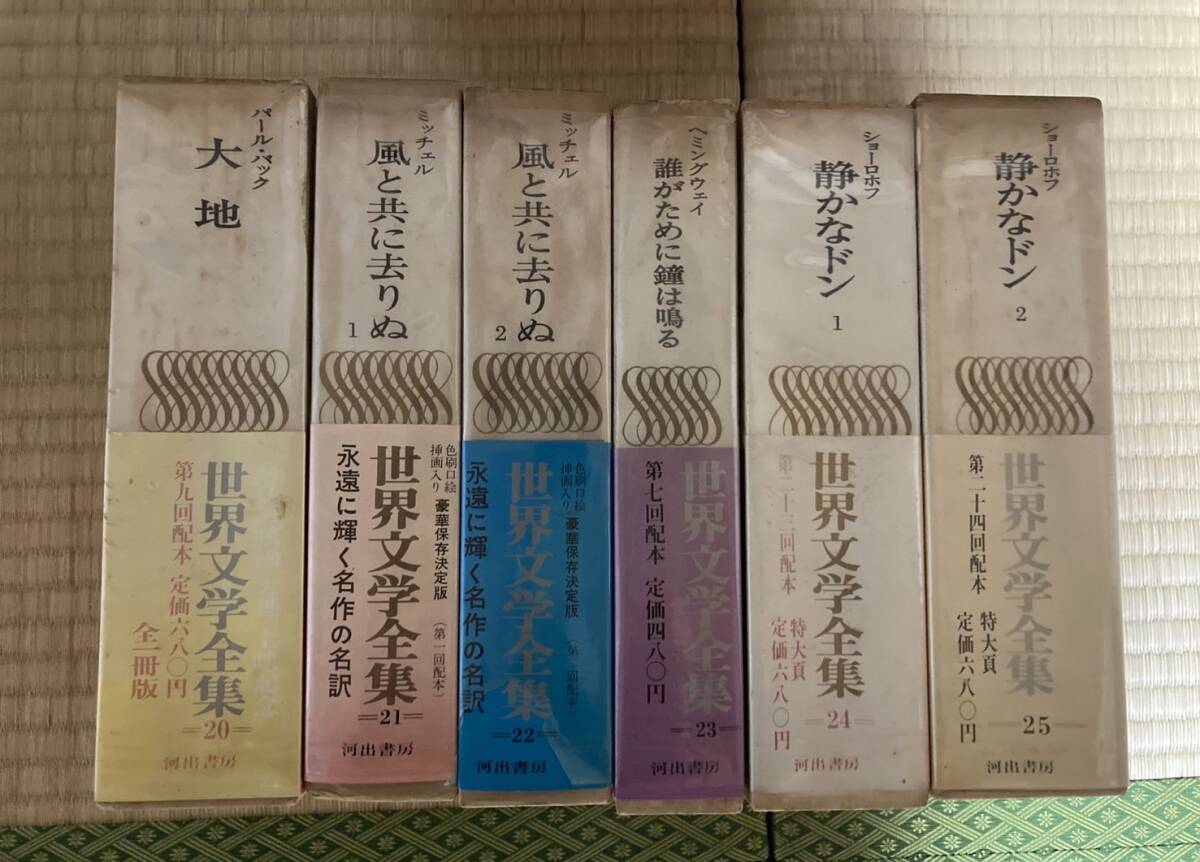 パール・バック
大地
世界文学全集
第九回配本 定価六八〇円
全一冊版
=20=
河出書房
ミッチェル
風と共に去りぬ
1
色刷口絵
挿画入り
豪華保存決定版
(第一回配本)
世界文学全集
永遠に輝く名作の名訳
=21=
河出書房
ミッチェル
風と共に去りぬ
2
色刷口絵
挿画入り
豪華保存決定版
(第二回配本)
世界文学全集
永遠に輝く名作の名訳
=22=
河出書房
ヘミングウェイ
誰がために鐘は鳴る
世界文学全集
第七回配本 定価四八〇円
=23=
河出書房
ショーロホフ
静かなドン
1
世界文学全集
第二十三回配本
特大頁
定価六八〇円
=24=
河出書房
ショーロホフ
静かなドン
2
世界文学全集
第二十四回配本
特大頁
定価六八〇円
25
河出書房